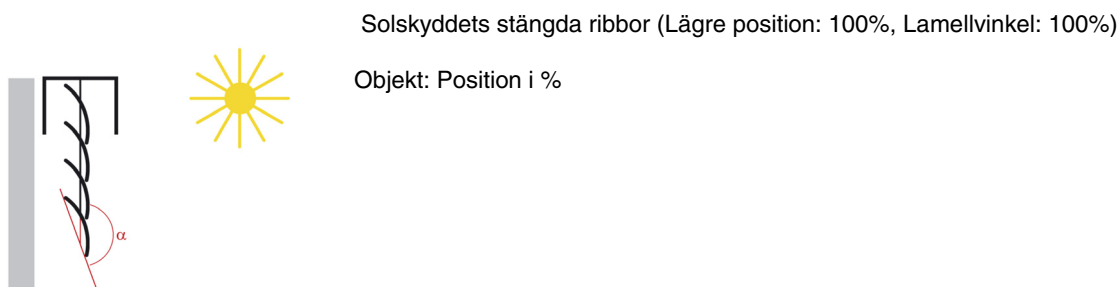 Solskyddets stängda ribbor (Lägre position: 100%, Lamellvinkel: 100%)
Objekt: Position i %
α